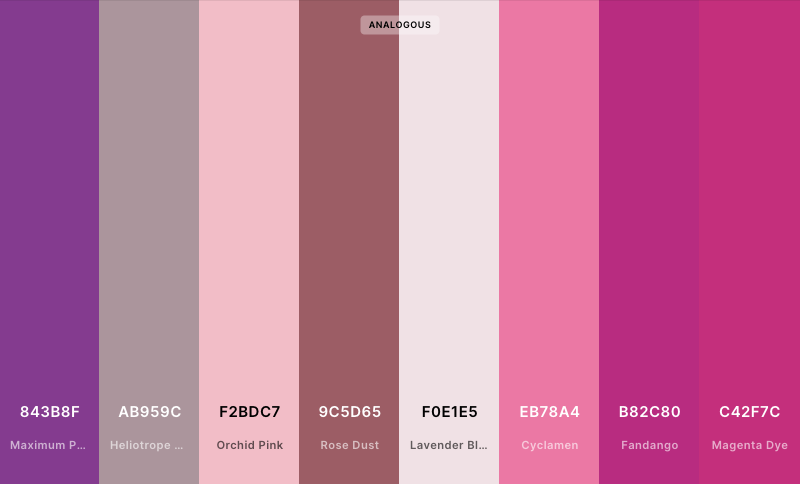 ANALOGOUS
843B8F
AB959C
F2BDC7
9C5D65
F0E1E5
EB78A4
B82C80
C42F7C
Maximum P...
Heliotrope ...
Orchid Pink
Rose Dust
Lavender Bl...
Cyclamen
Fandango
Magenta Dye